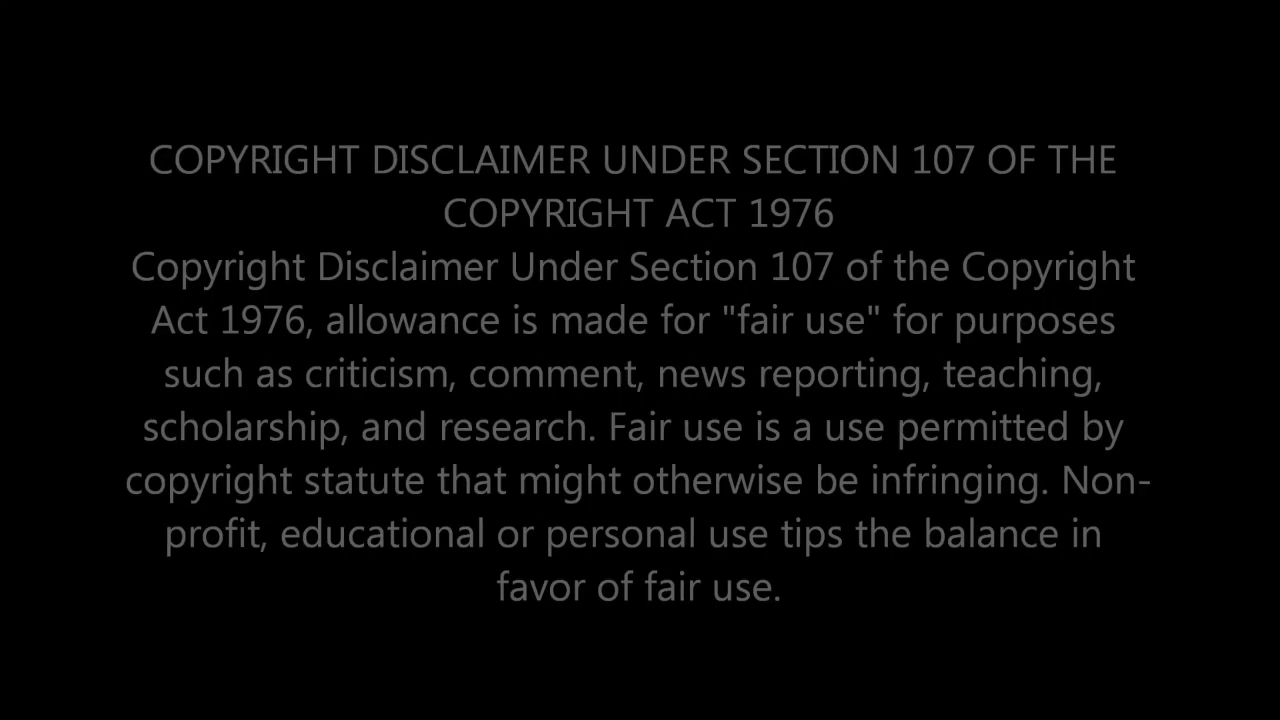 COPYRIGHT DISCLAIMER UNDER SECTION 107 OF THE
COPYRIGHT ACT 1976
Copyright Disclaimer Under Section 107 of the Copyright
Act 1976, allowance is made for "fair use" for purposes
such as criticism, comment, news reporting, teaching,
scholarship, and research. Fair use is a use permitted by
copyright statute that might otherwise be infringing. Non-
profit, educational or personal use tips the balance in
favor of fair use.